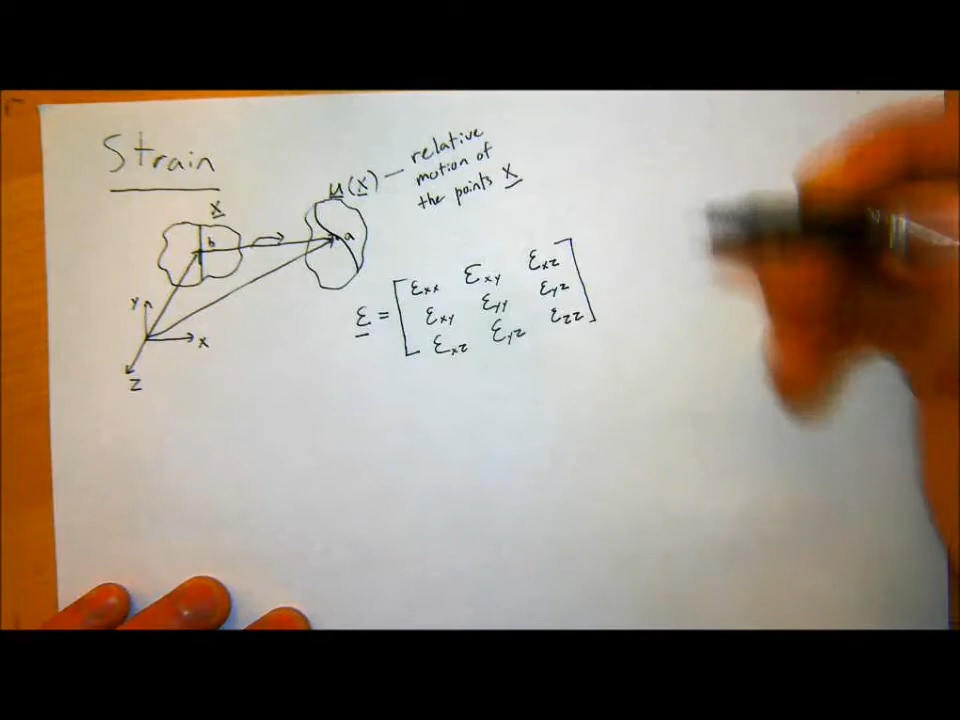 Strain
u(x) — relative
motion of
the points x
x
b
a
y
x
z
ε = [ εxx εxy εxz
εxy εyy εyz
εxz εyz εzz ]